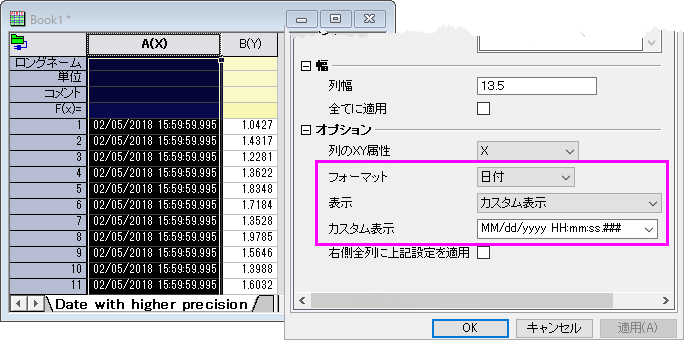 Book1 *
A(X) B(Y)
ロングネーム
単位
コメント
F(x)=
1 02/05/2018 15:59:59.995 1.0427
2 02/05/2018 15:59:59.995 1.4317
3 02/05/2018 15:59:59.995 1.2281
4 02/05/2018 15:59:59.995 1.3622
5 02/05/2018 15:59:59.995 1.8348
6 02/05/2018 15:59:59.995 1.7184
7 02/05/2018 15:59:59.995 1.3528
8 02/05/2018 15:59:59.995 1.9785
9 02/05/2018 15:59:59.995 1.5646
10 02/05/2018 15:59:59.995 1.3988
11 02/05/2018 15:59:59.995 1.6032
Date with higher precision
幅
列幅 13.5
全てに適用
オプション
列のXY属性 X
フォーマット 日付
表示 カスタム表示
カスタム表示 MM/dd/yyyy HH:mm:ss.###
右側全列に上記設定を適用
OK キャンセル 適用(A)